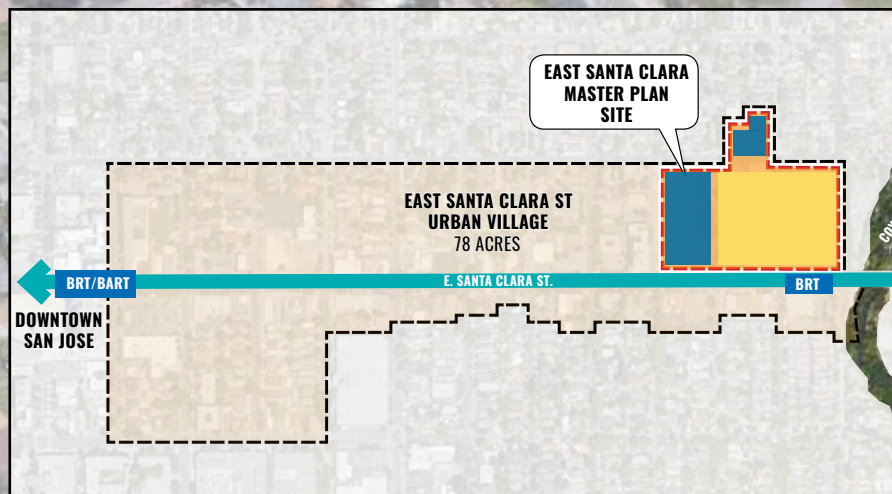 EAST SANTA CLARA
MASTER PLAN
SITE
EAST SANTA CLARA ST
URBAN VILLAGE
78 ACRES
BRT/BART
E. SANTA CLARA ST.
BRT
DOWNTOWN
SAN JOSE